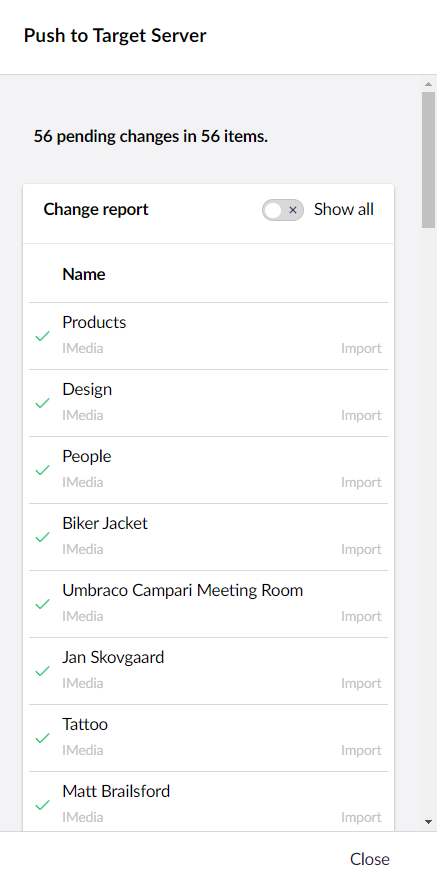 Push to Target Server
56 pending changes in 56 items.
Change report
Show all
Name
Products
IMedia Import
Design
IMedia Import
People
IMedia Import
Biker Jacket
IMedia Import
Umbraco Campari Meeting Room
IMedia Import
Jan Skovgaard
IMedia Import
Tattoo
IMedia Import
Matt Brailsford
IMedia Import
Close